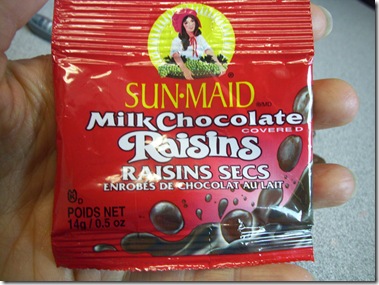 SUN-MAID ®/MD
Milk Chocolate
COVERED
Raisins
RAISINS SECS
ENROBÉS DE CHOCOLAT AU LAIT
D
POIDS NET
14g / 0.5 oz